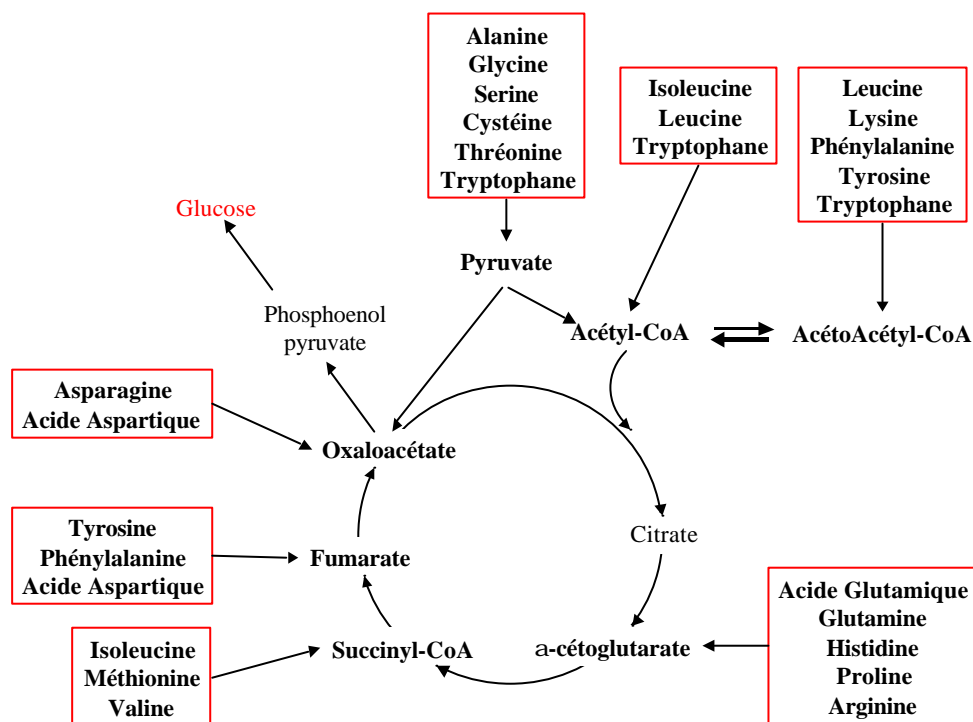 Alanine
Glycine
Serine
Cystéine
Thréonine
Tryptophane
Isoleucine
Leucine
Tryptophane
Leucine
Lysine
Phénylalanine
Tyrosine
Tryptophane
Glucose
Pyruvate
Phosphoenol
pyruvate
Acétyl-CoA
AcétoAcétyl-CoA
Asparagine
Acide Aspartique
Oxaloacétate
Tyrosine
Phénylalanine
Acide Aspartique
Fumarate
Citrate
Isoleucine
Méthionine
Valine
Succinyl-CoA
a-cétoglutarate
Acide Glutamique
Glutamine
Histidine
Proline
Arginine